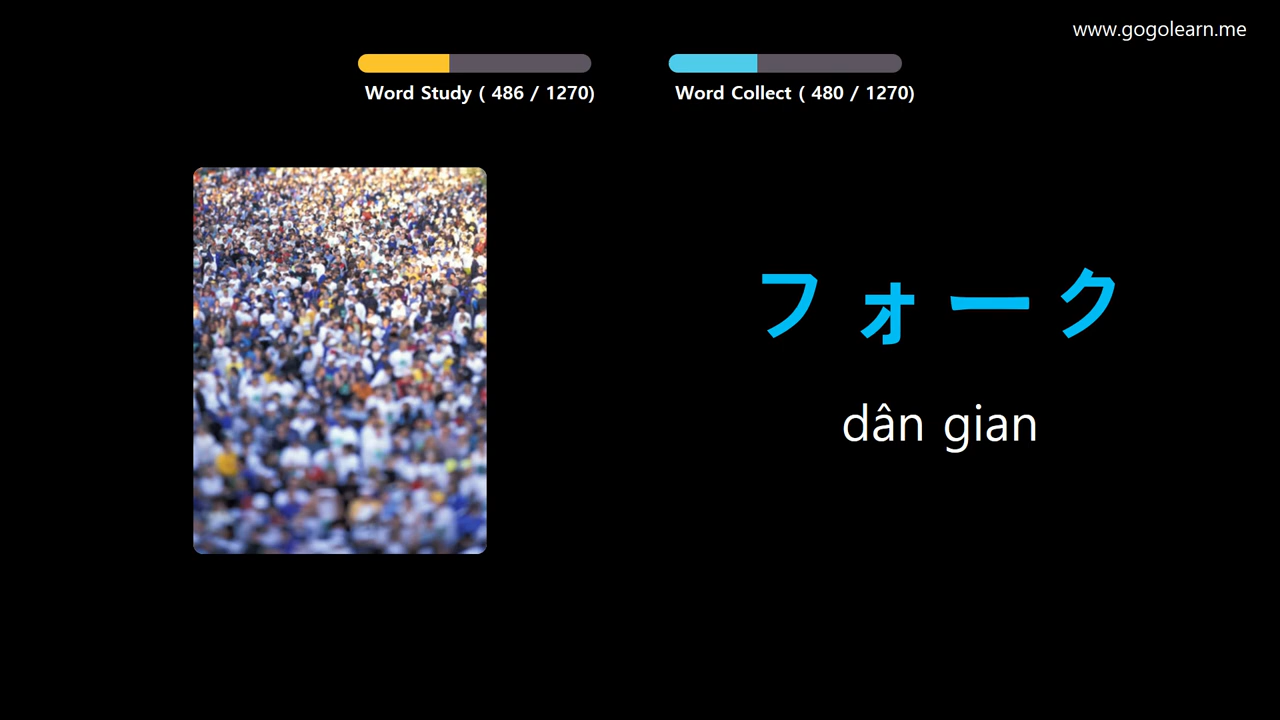 www.gogolearn.me
Word Study ( 486 / 1270)
Word Collect ( 480 / 1270)
フォーク
dân gian